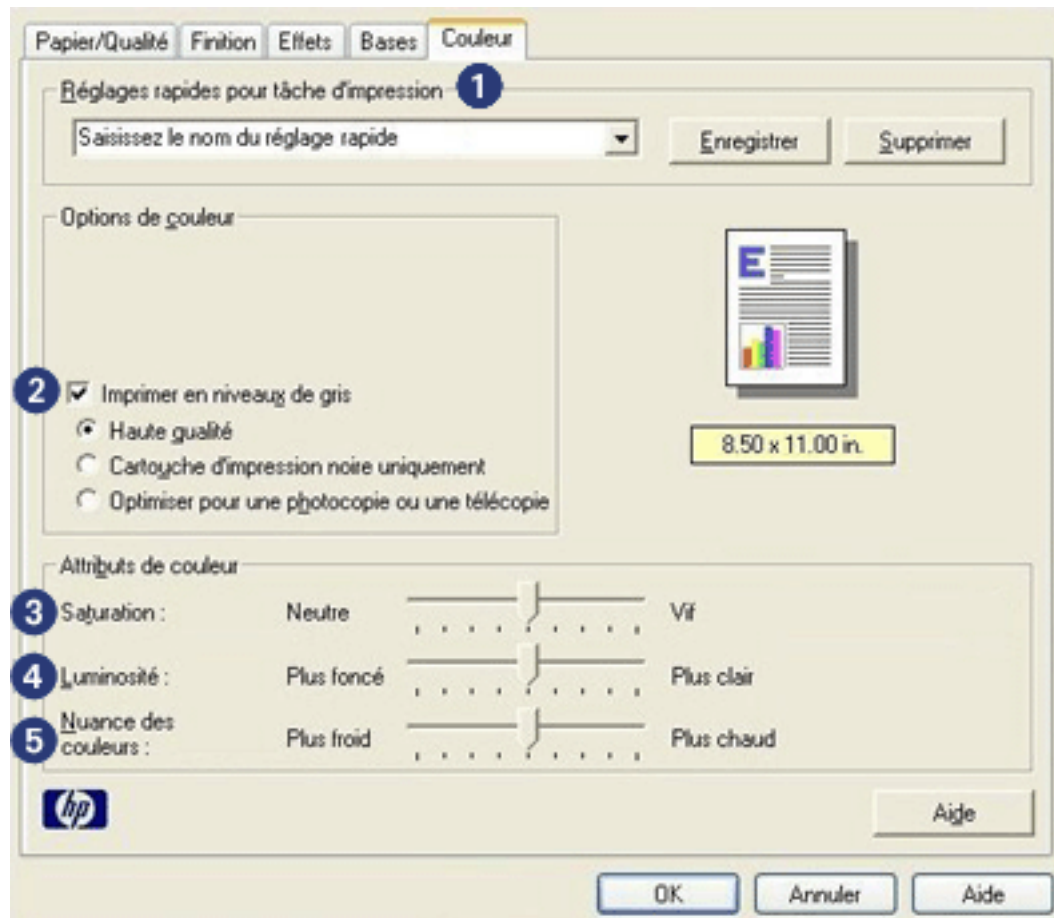 Papier/Qualité Finition Effets Bases Couleur
Réglages rapides pour tâche d'impression 1
Saisissez le nom du réglage rapide Enregistrer Supprimer
Options de couleur
E
2 Imprimer en niveaux de gris
Haute qualité
8.50 x 11.00 in.
Cartouche d'impression noire uniquement
Optimiser pour une photocopie ou une télécopie
Attributs de couleur
3 Saturation : Neutre Vif
4 Luminosité : Plus foncé Plus clair
5 Nuance des couleurs : Plus froid Plus chaud
hp Aide
OK Annuler Aide